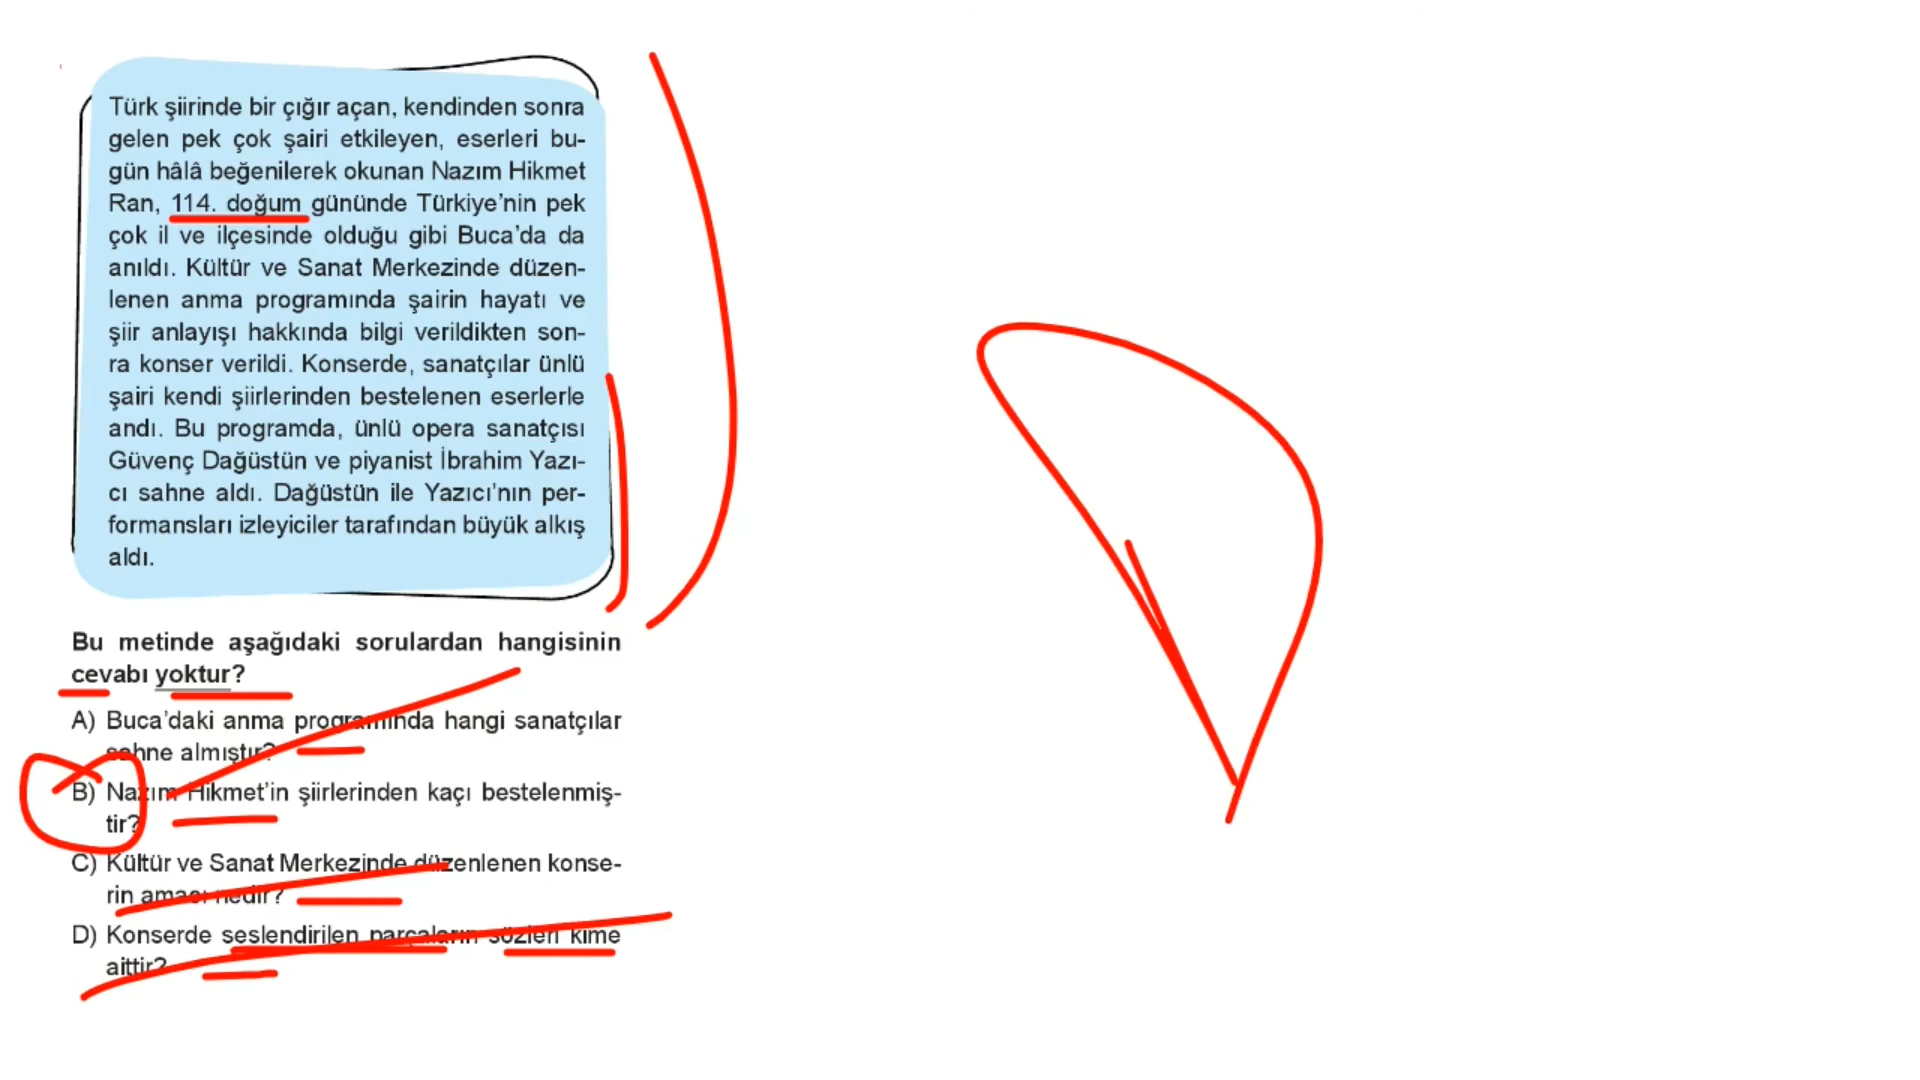 Türk şiirinde bir çığır açan, kendinden sonra
gelen pek çok şairi etkileyen, eserleri bu-
gün hâlâ beğenilerek okunan Nazım Hikmet
Ran, 114. doğum gününde Türkiye’nin pek
çok il ve ilçesinde olduğu gibi Buca’da da
anıldı. Kültür ve Sanat Merkezinde düzen-
lenen anma programında şairin hayatı ve
şiir anlayışı hakkında bilgi verildikten son-
ra konser verildi. Konserde, sanatçılar ünlü
şairi kendi şiirlerinden bestelenen eserlerle
andı. Bu programda, ünlü opera sanatçısı
Güvenç Dağüstün ve piyanist İbrahim Yazı-
cı sahne aldı. Dağüstün ile Yazıcı’nın per-
formansları izleyiciler tarafından büyük alkış
aldı.
Bu metinde aşağıdaki sorulardan hangisinin
cevabı yoktur?
A) Buca’daki anma programında hangi sanatçılar
sahne almıştır?
B) Nazım Hikmet’in şiirlerinden kaçı bestelenmiş-
tir?
C) Kültür ve Sanat Merkezinde düzenlenen konse-
rin amacı nedir?
D) Konserde seslendirilen parçaların sözleri kime
aittir?